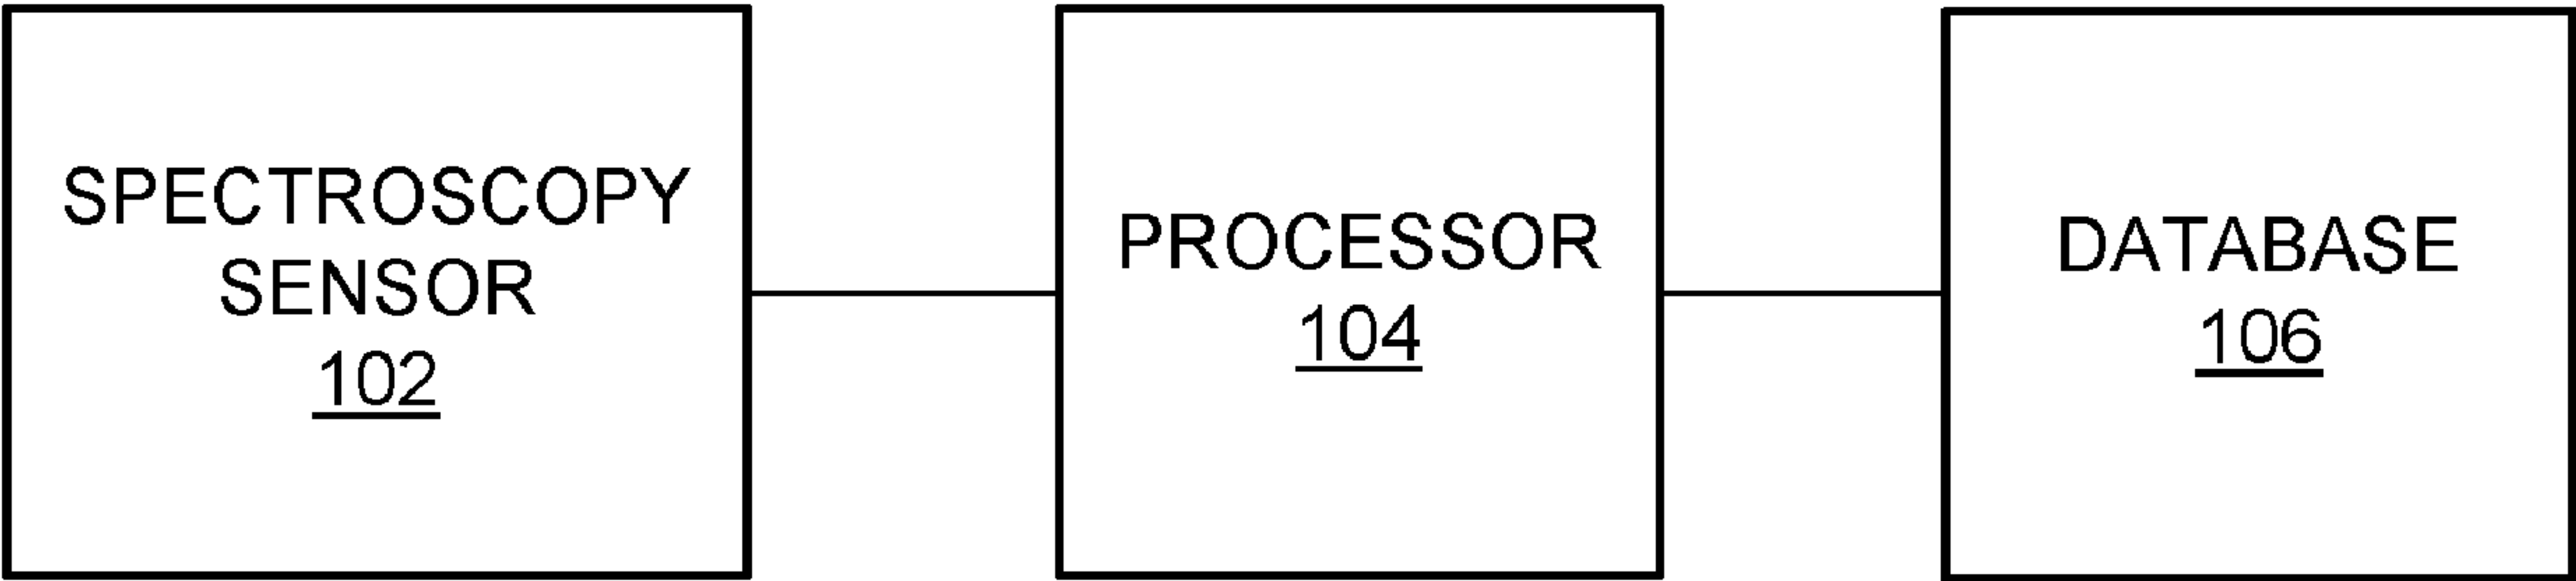 SPECTROSCOPY
SENSOR
102
PROCESSOR
104
DATABASE
106